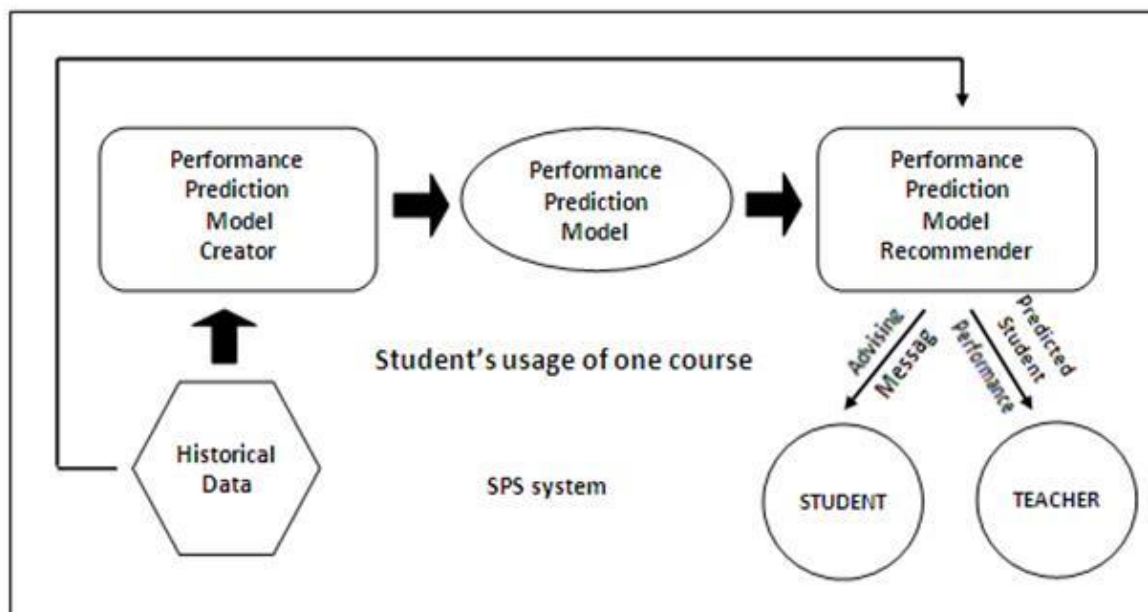 Performance
Prediction
Model
Creator
Performance
Prediction
Model
Performance
Prediction
Model
Recommender
Advising
Messag
Predicted
Student
Performance
Student's usage of one course
Historical
Data
SPS system
STUDENT
TEACHER